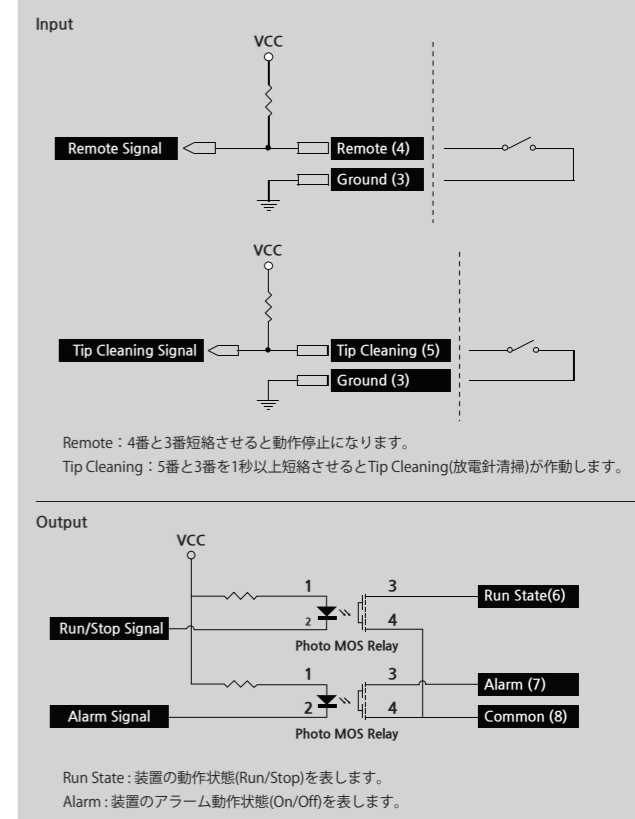 Input
VCC
Remote Signal
Remote (4)
Ground (3)
VCC
Tip Cleaning Signal
Tip Cleaning (5)
Ground (3)
Remote：4番と3番短絡させると動作停止になります。
Tip Cleaning：5番と3番を1秒以上短絡させるとTip Cleaning(放電針清掃)が作動します。
Output
VCC
1
3
Run State(6)
Run/Stop Signal
2
4
Photo MOS Relay
1
3
Alarm (7)
Alarm Signal
2
4
Common (8)
Photo MOS Relay
Run State : 装置の動作状態(Run/Stop)を表します。
Alarm : 装置のアラーム動作状態(On/Off)を表します。